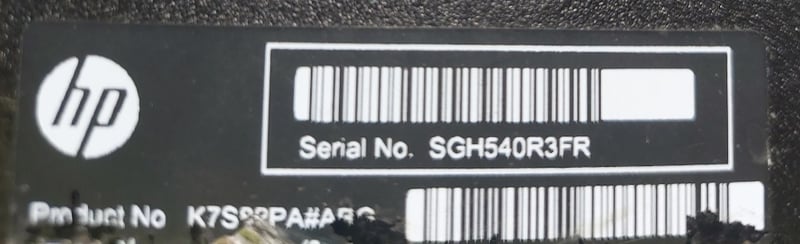 hp
Serial No. SGH540R3FR
Product No